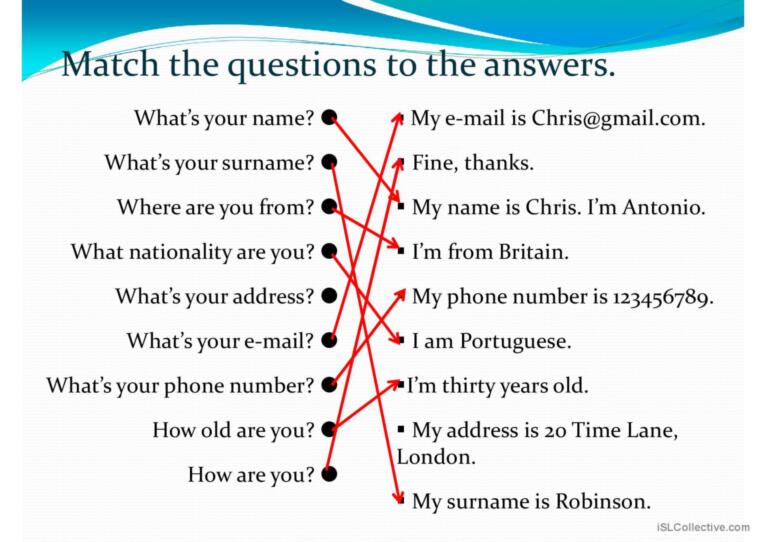 Match the questions to the answers.
What's your name?
What's your surname?
Where are you from?
What nationality are you?
What's your address?
What's your e-mail?
What's your phone number?
How old are you?
How are you?
▪ My e-mail is Chris@gmail.com.
▪ Fine, thanks.
▪ My name is Chris. I'm Antonio.
▪ I'm from Britain.
▪ My phone number is 123456789.
▪ I am Portuguese.
▪I'm thirty years old.
▪ My address is 20 Time Lane,
London.
▪ My surname is Robinson.
iSLCollective.com